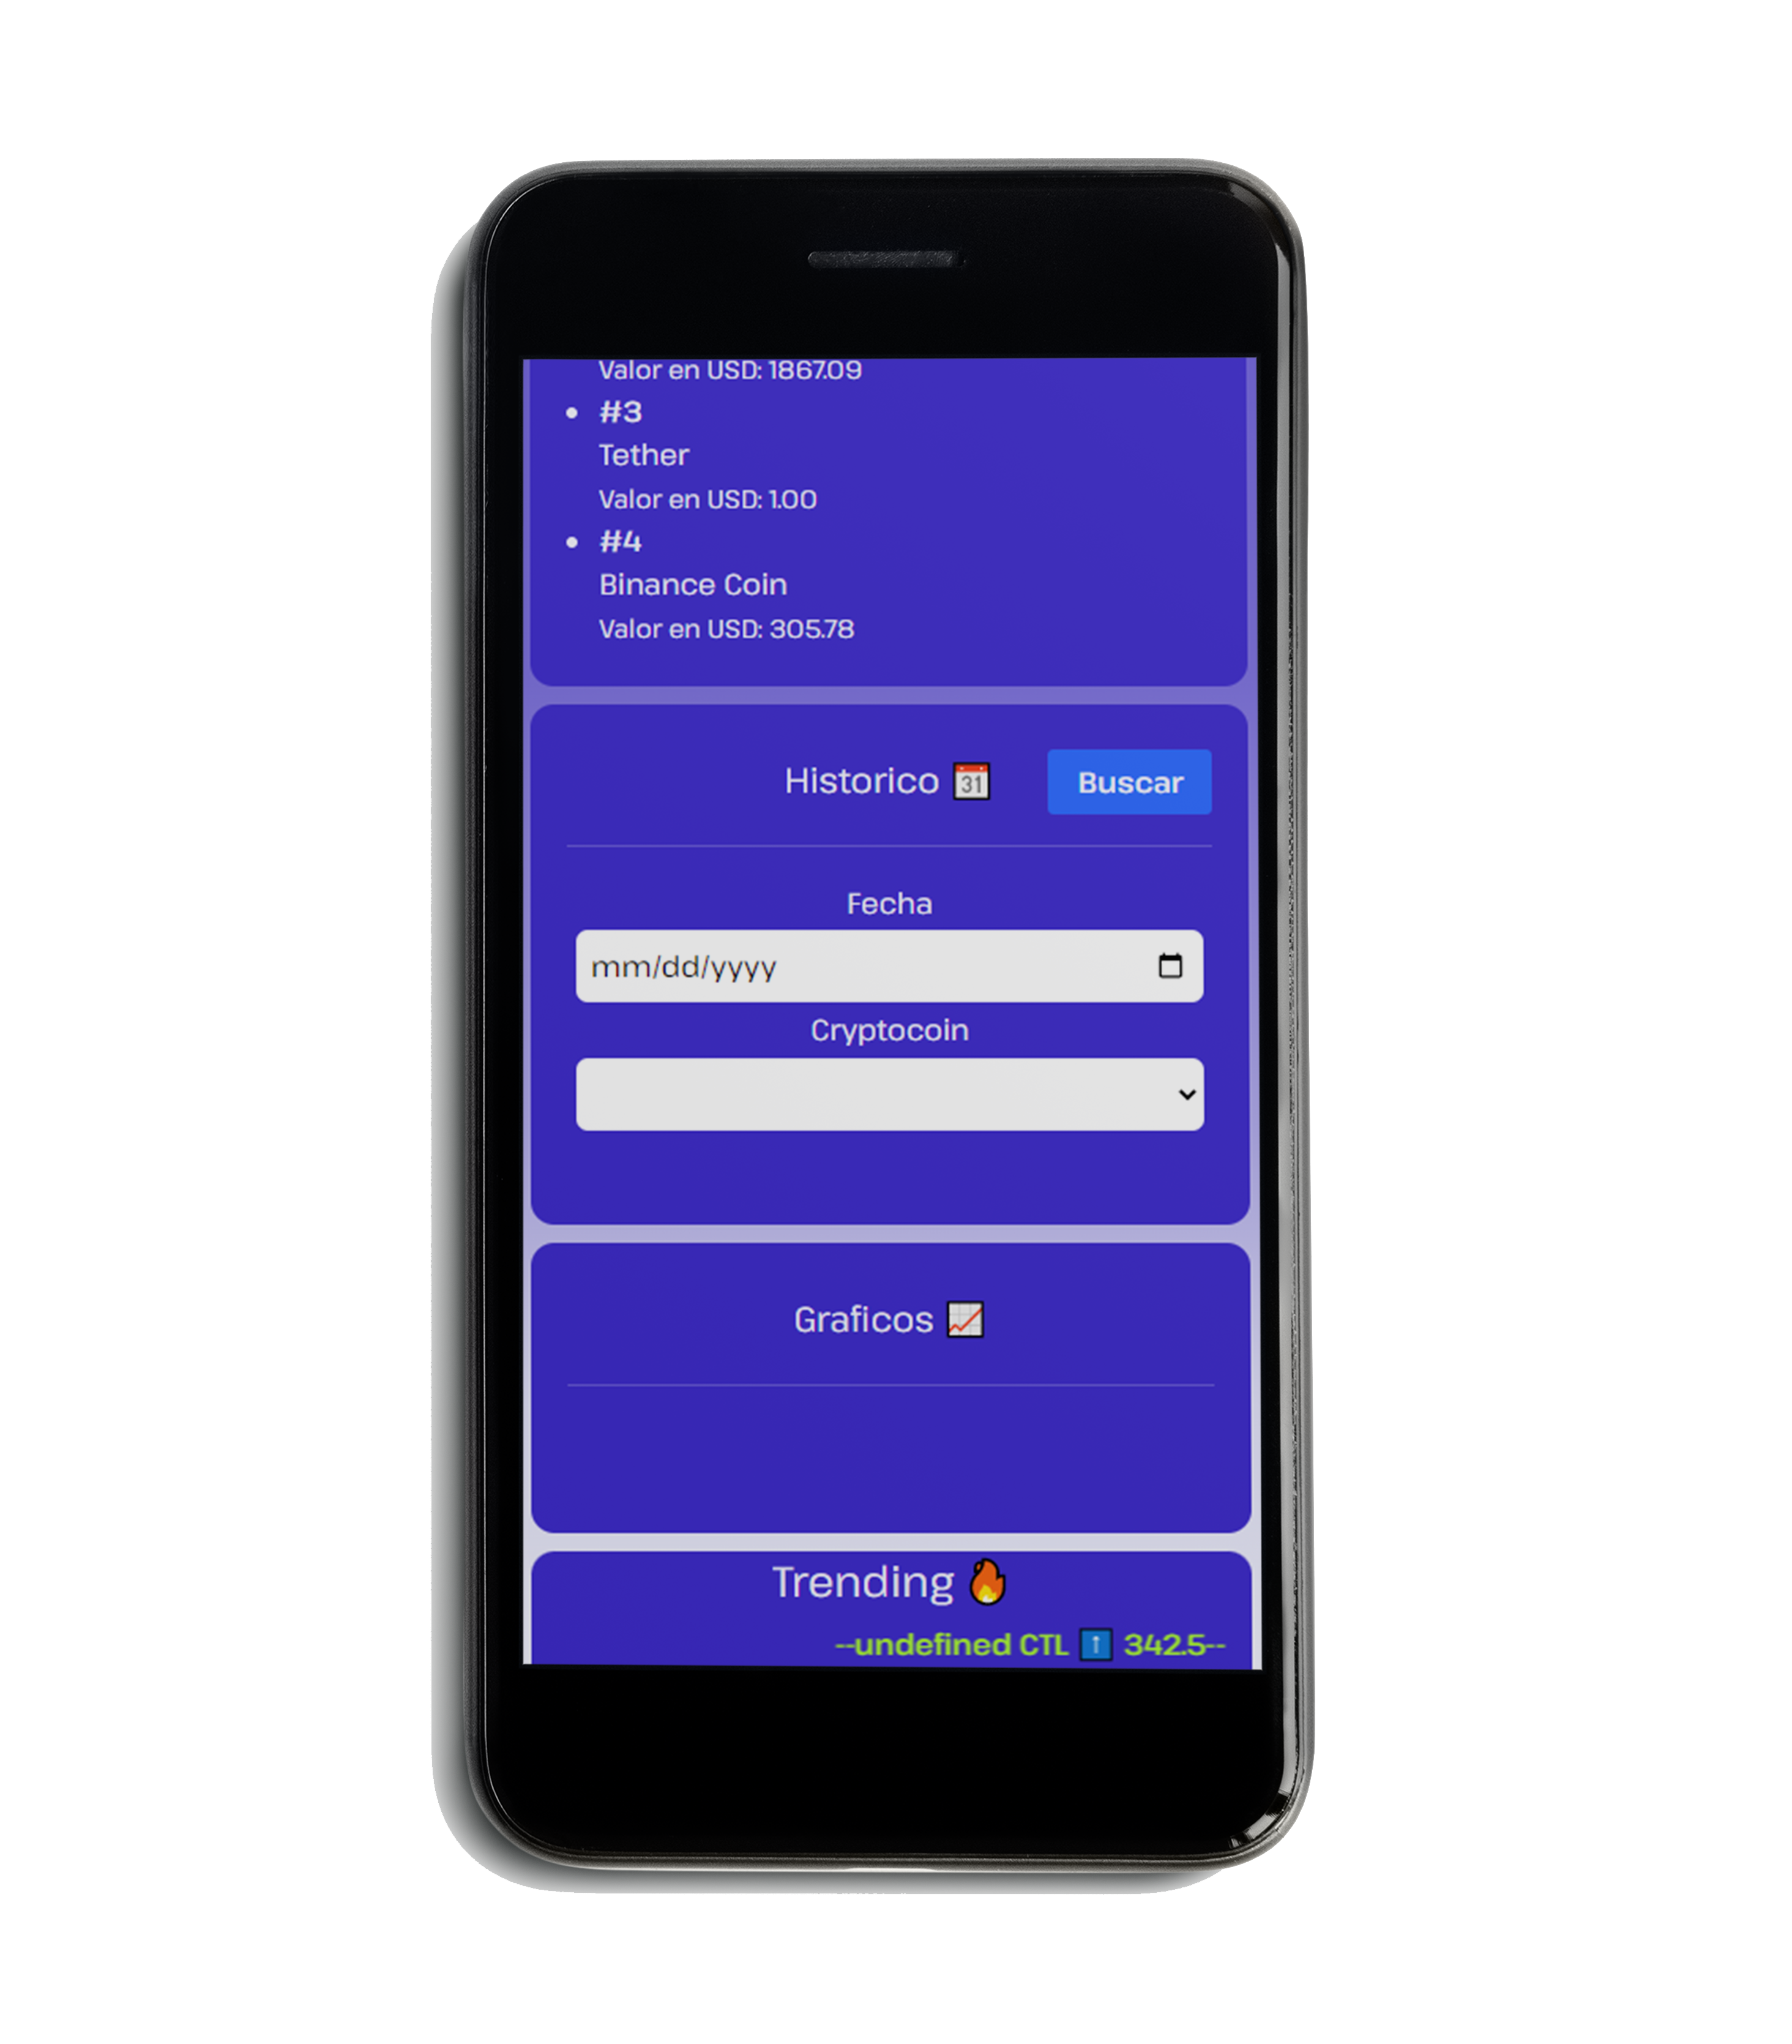 Valor en USD: 1867.09
#3
Tether
Valor en USD: 1.00
#4
Binance Coin
Valor en USD: 305.78
Historico 📅 Buscar
Fecha
mm/dd/yyyy
Cryptocoin
Graficos 📈
Trending 🔥
--undefined CTL ⬆️ 342.5--